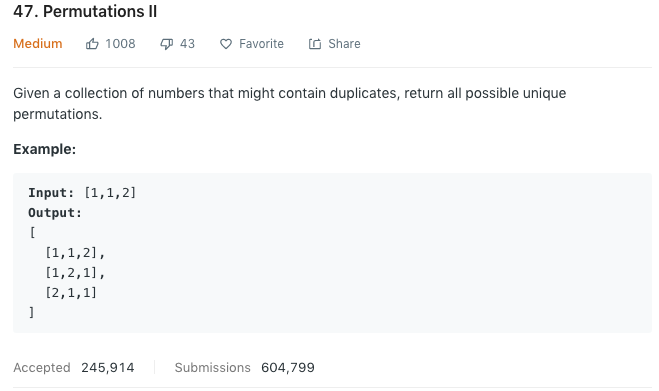 47. Permutations II
Medium 1008 43 Favorite Share
Given a collection of numbers that might contain duplicates, return all possible unique
permutations.
Example:
Input: [1,1,2]
Output:
[
  [1,1,2],
  [1,2,1],
  [2,1,1]
]
Accepted 245,914 Submissions 604,799